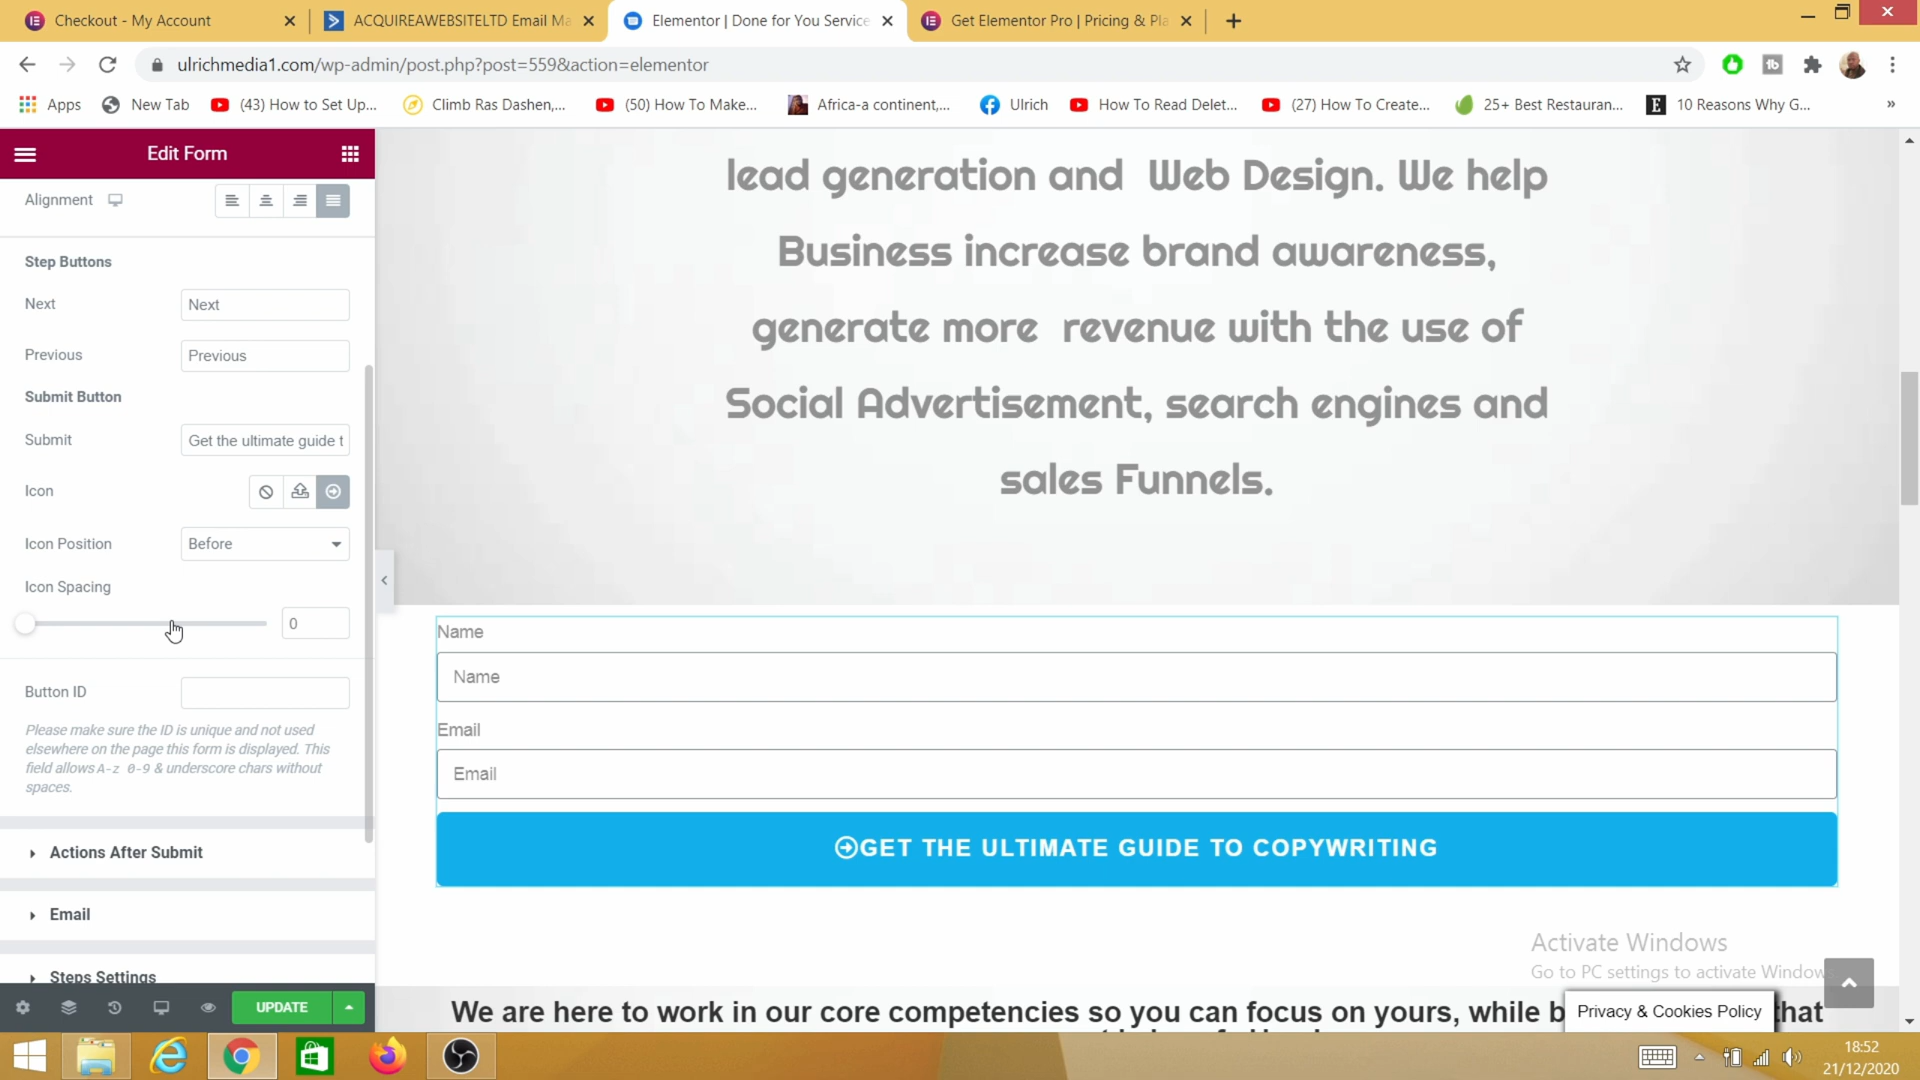 Checkout - My Account
ACQUIREAWEBSITELTD Email Ma
Elementor | Done for You Service
Get Elementor Pro | Pricing & Pla
ulrichmedia1.com/wp-admin/post.php?post=559&action=elementor
Apps
New Tab
(43) How to Set Up...
Climb Ras Dashen,...
(50) How To Make...
Africa-a continent,...
Ulrich
How To Read Delet...
(27) How To Create...
25+ Best Restauran...
10 Reasons Why G...
Edit Form
Alignment
Step Buttons
Next
Next
Previous
Previous
Submit Button
Submit
Get the ultimate guide t
Icon
Icon Position
Before
Icon Spacing
0
Button ID
Please make sure the ID is unique and not used
elsewhere on the page this form is displayed. This
field allows A-z 0-9 & underscore chars without
spaces.
Actions After Submit
Email
Steps Settings
UPDATE
lead generation and Web Design. We help
Business increase brand awareness,
generate more revenue with the use of
Social Advertisement, search engines and
sales Funnels.
Name
Name
Email
Email
GET THE ULTIMATE GUIDE TO COPYWRITING
Activate Windows
Go to PC settings to activate Window
We are here to work in our core competencies so you can focus on yours, while b
that
Privacy & Cookies Policy
18:52
21/12/2020